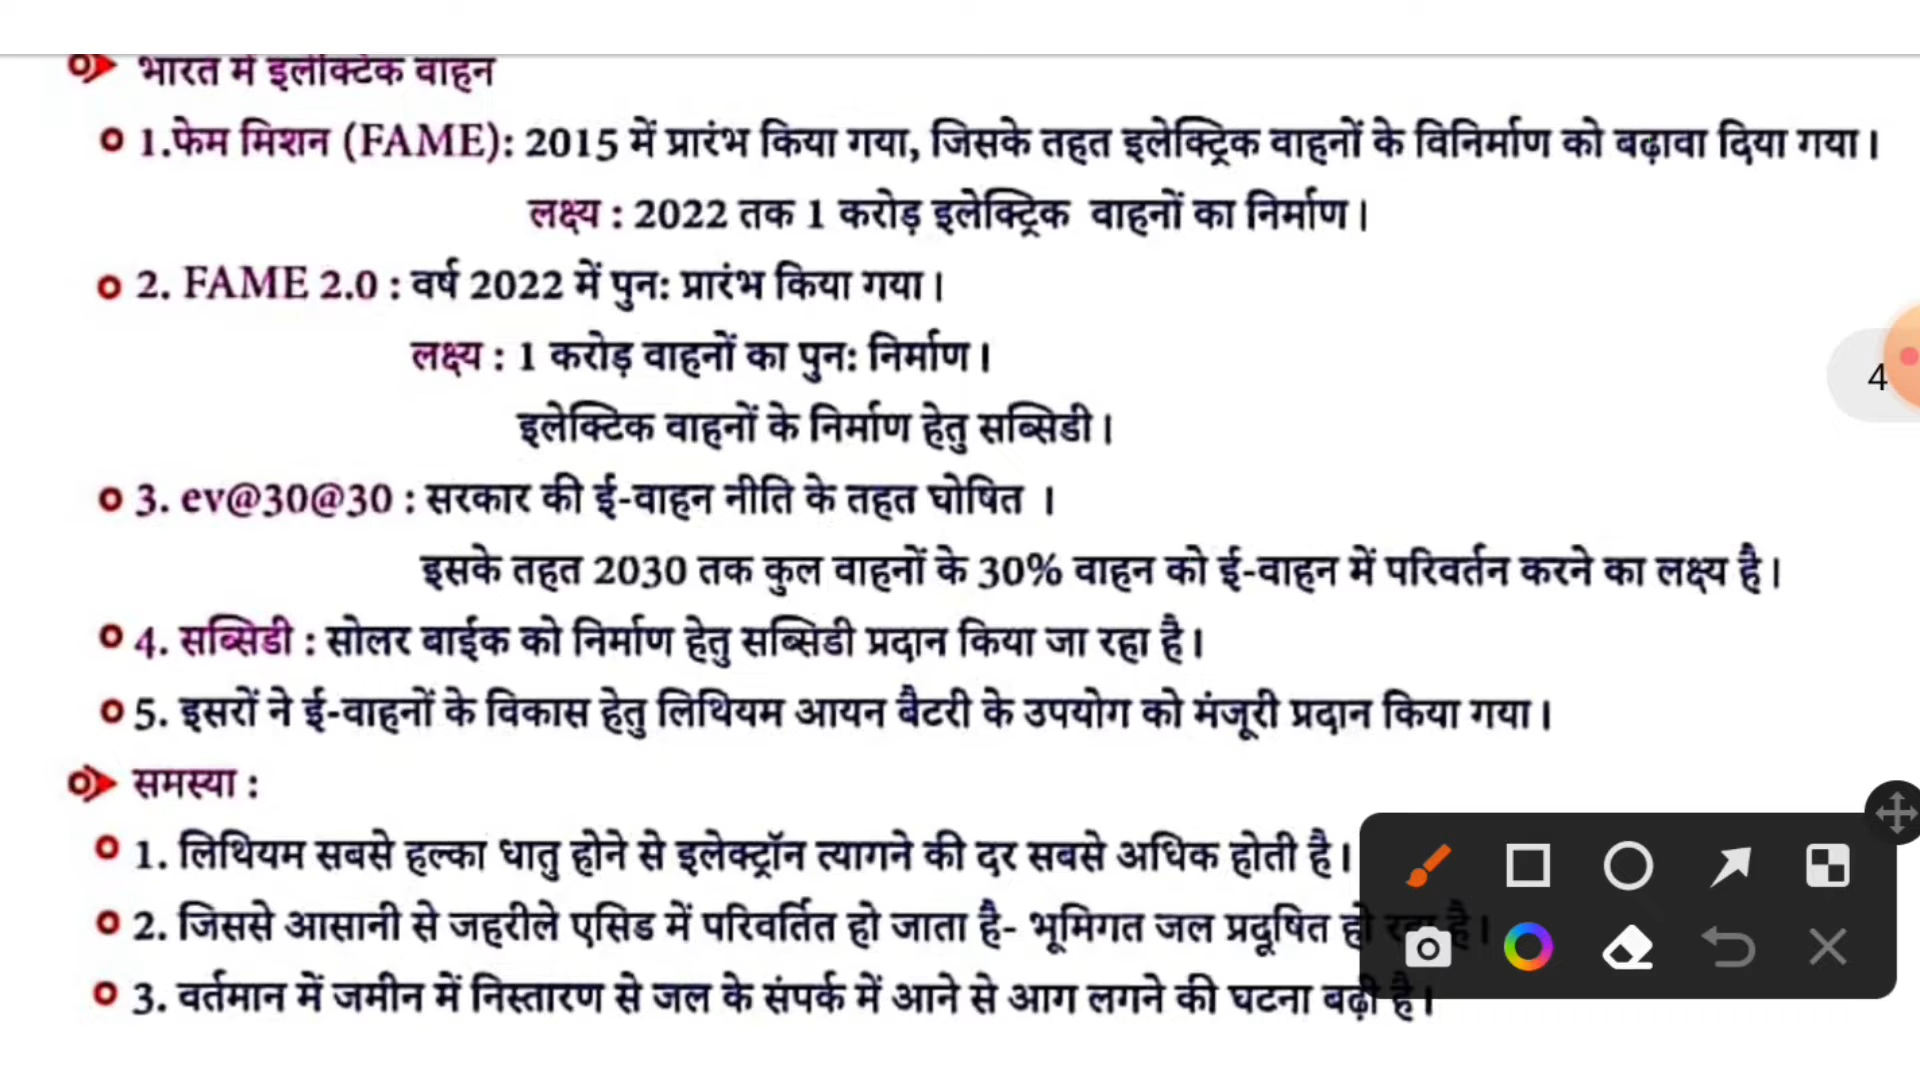 भारत में इलेक्टिक वाहन
1.फेम मिशन (FAME): 2015 में प्रारंभ किया गया, जिसके तहत इलेक्ट्रिक वाहनों के विनिर्माण को बढ़ावा दिया गया।
लक्ष्य : 2022 तक 1 करोड़ इलेक्ट्रिक वाहनों का निर्माण।
2. FAME 2.0 : वर्ष 2022 में पुन: प्रारंभ किया गया।
लक्ष्य : 1 करोड़ वाहनों का पुन: निर्माण।
4
इलेक्टिक वाहनों के निर्माण हेतु सब्सिडी।
3. ev@30@30 : सरकार की ई-वाहन नीति के तहत घोषित ।
इसके तहत 2030 तक कुल वाहनों के 30% वाहन को ई-वाहन में परिवर्तन करने का लक्ष्य है।
4. सब्सिडी : सोलर बाईक को निर्माण हेतु सब्सिडी प्रदान किया जा रहा है।
5. इसरों ने ई-वाहनों के विकास हेतु लिथियम आयन बैटरी के उपयोग को मंजूरी प्रदान किया गया।
समस्या :
1. लिथियम सबसे हल्का धातु होने से इलेक्ट्रॉन त्यागने की दर सबसे अधिक होती है।
2. जिससे आसानी से जहरीले एसिड में परिवर्तित हो जाता है- भूमिगत जल प्रदूषित हो रहा है।
3. वर्तमान में जमीन में निस्तारण से जल के संपर्क में आने से आग लगने की घटना बढ़ी है।